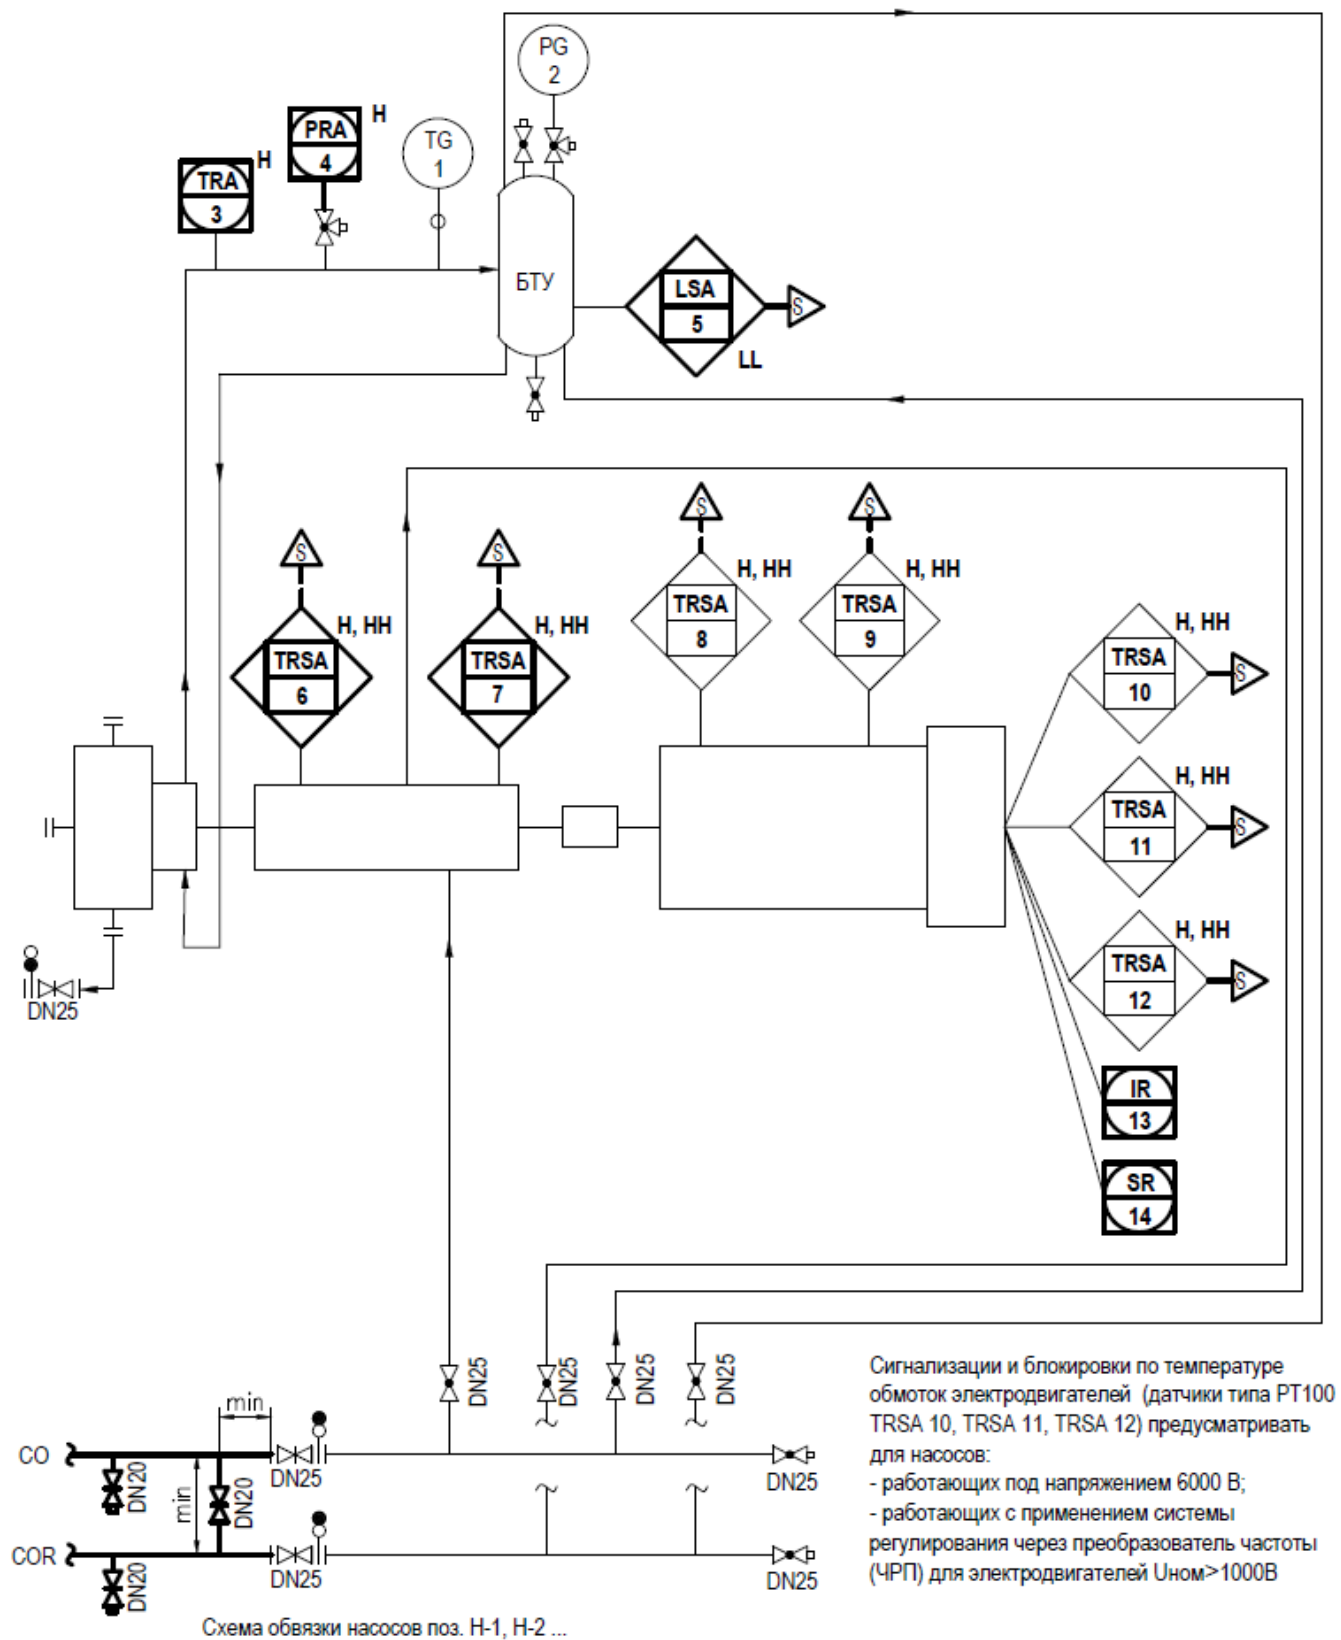 PG
2
PRA
4
H
TG
1
TRA
3
H
БТУ
LSA
5
S
LL
S
S
S
S
H, HH
H, HH
H, HH
H, HH
TRSA
6
TRSA
7
TRSA
8
TRSA
9
H, HH
TRSA
10
S
H, HH
TRSA
11
S
H, HH
TRSA
12
S
DN25
IR
13
SR
14
DN25
DN25
DN25
DN25
min
CO
DN20
min
DN20
DN25
DN25
COR
DN20
DN25
DN25
Сигнализации и блокировки по температуре
обмоток электродвигателей (датчики типа PT100
TRSA 10, TRSA 11, TRSA 12) предусматривать
для насосов:
- работающих под напряжением 6000 В;
- работающих с применением системы
регулирования через преобразователь частоты
(ЧРП) для электродвигателей Uном>1000В
Схема обвязки насосов поз. Н-1, Н-2 ...